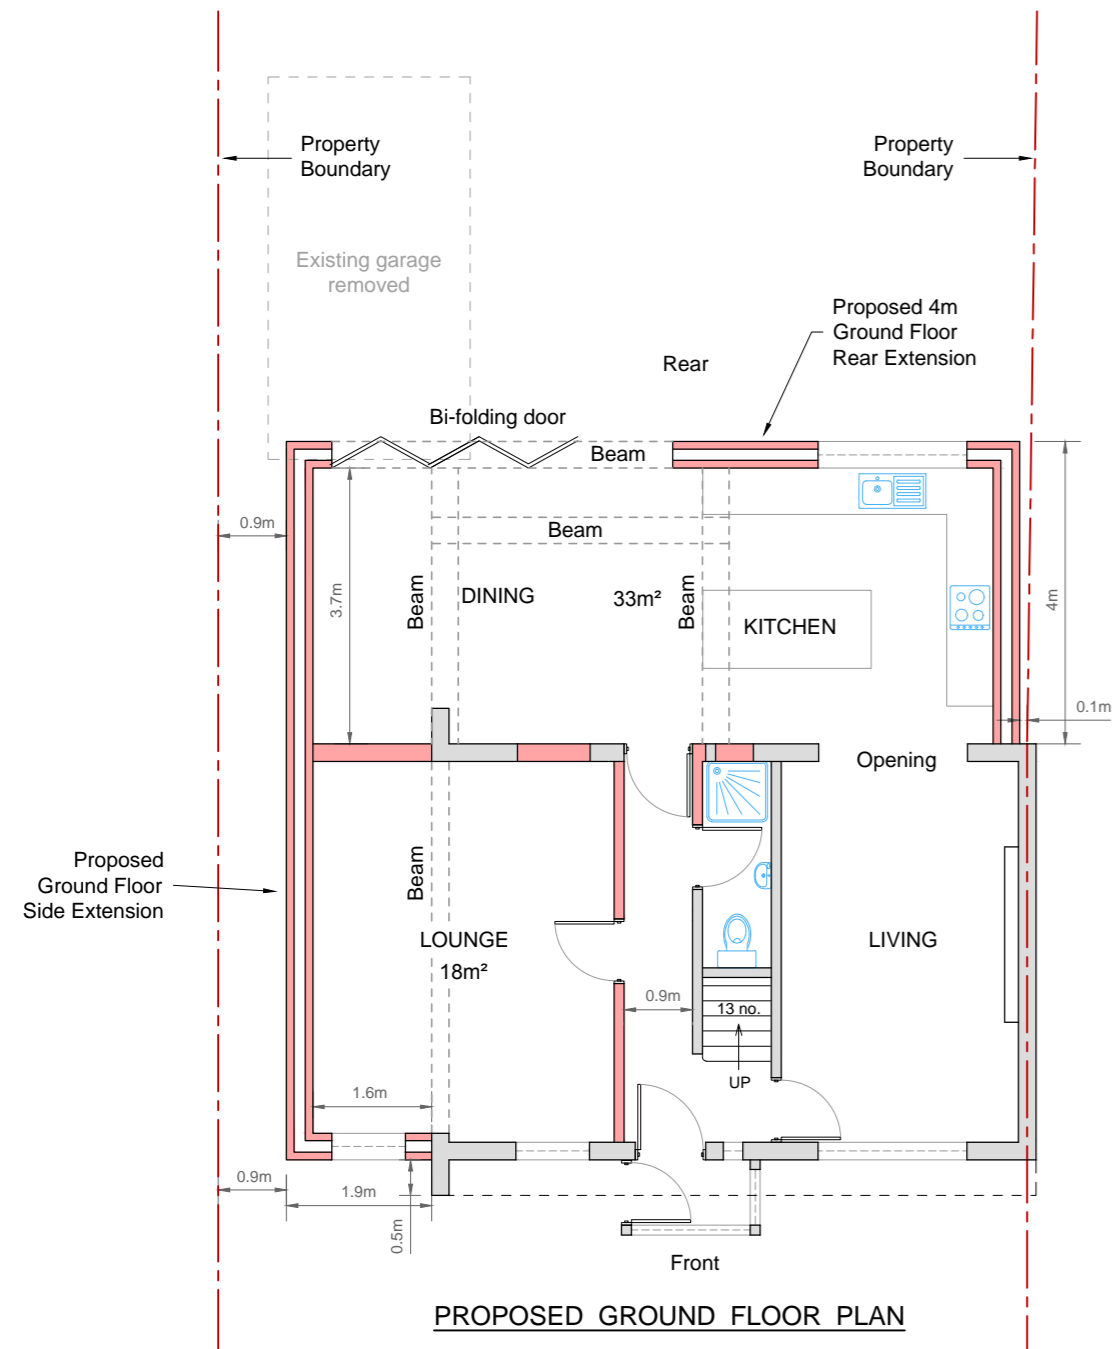 Property
Boundary
Property
Boundary
Existing garage
removed
Proposed 4m
Ground Floor
Rear Extension
Rear
Bi-folding door
Beam
0.9m
Beam
3.7m
Beam
DINING
33m²
Beam
KITCHEN
4m
0.1m
Opening
Proposed
Ground Floor
Side Extension
Beam
LOUNGE
18m²
LIVING
0.9m
13 no.
UP
1.6m
0.9m
1.9m
0.5m
Front
PROPOSED GROUND FLOOR PLAN